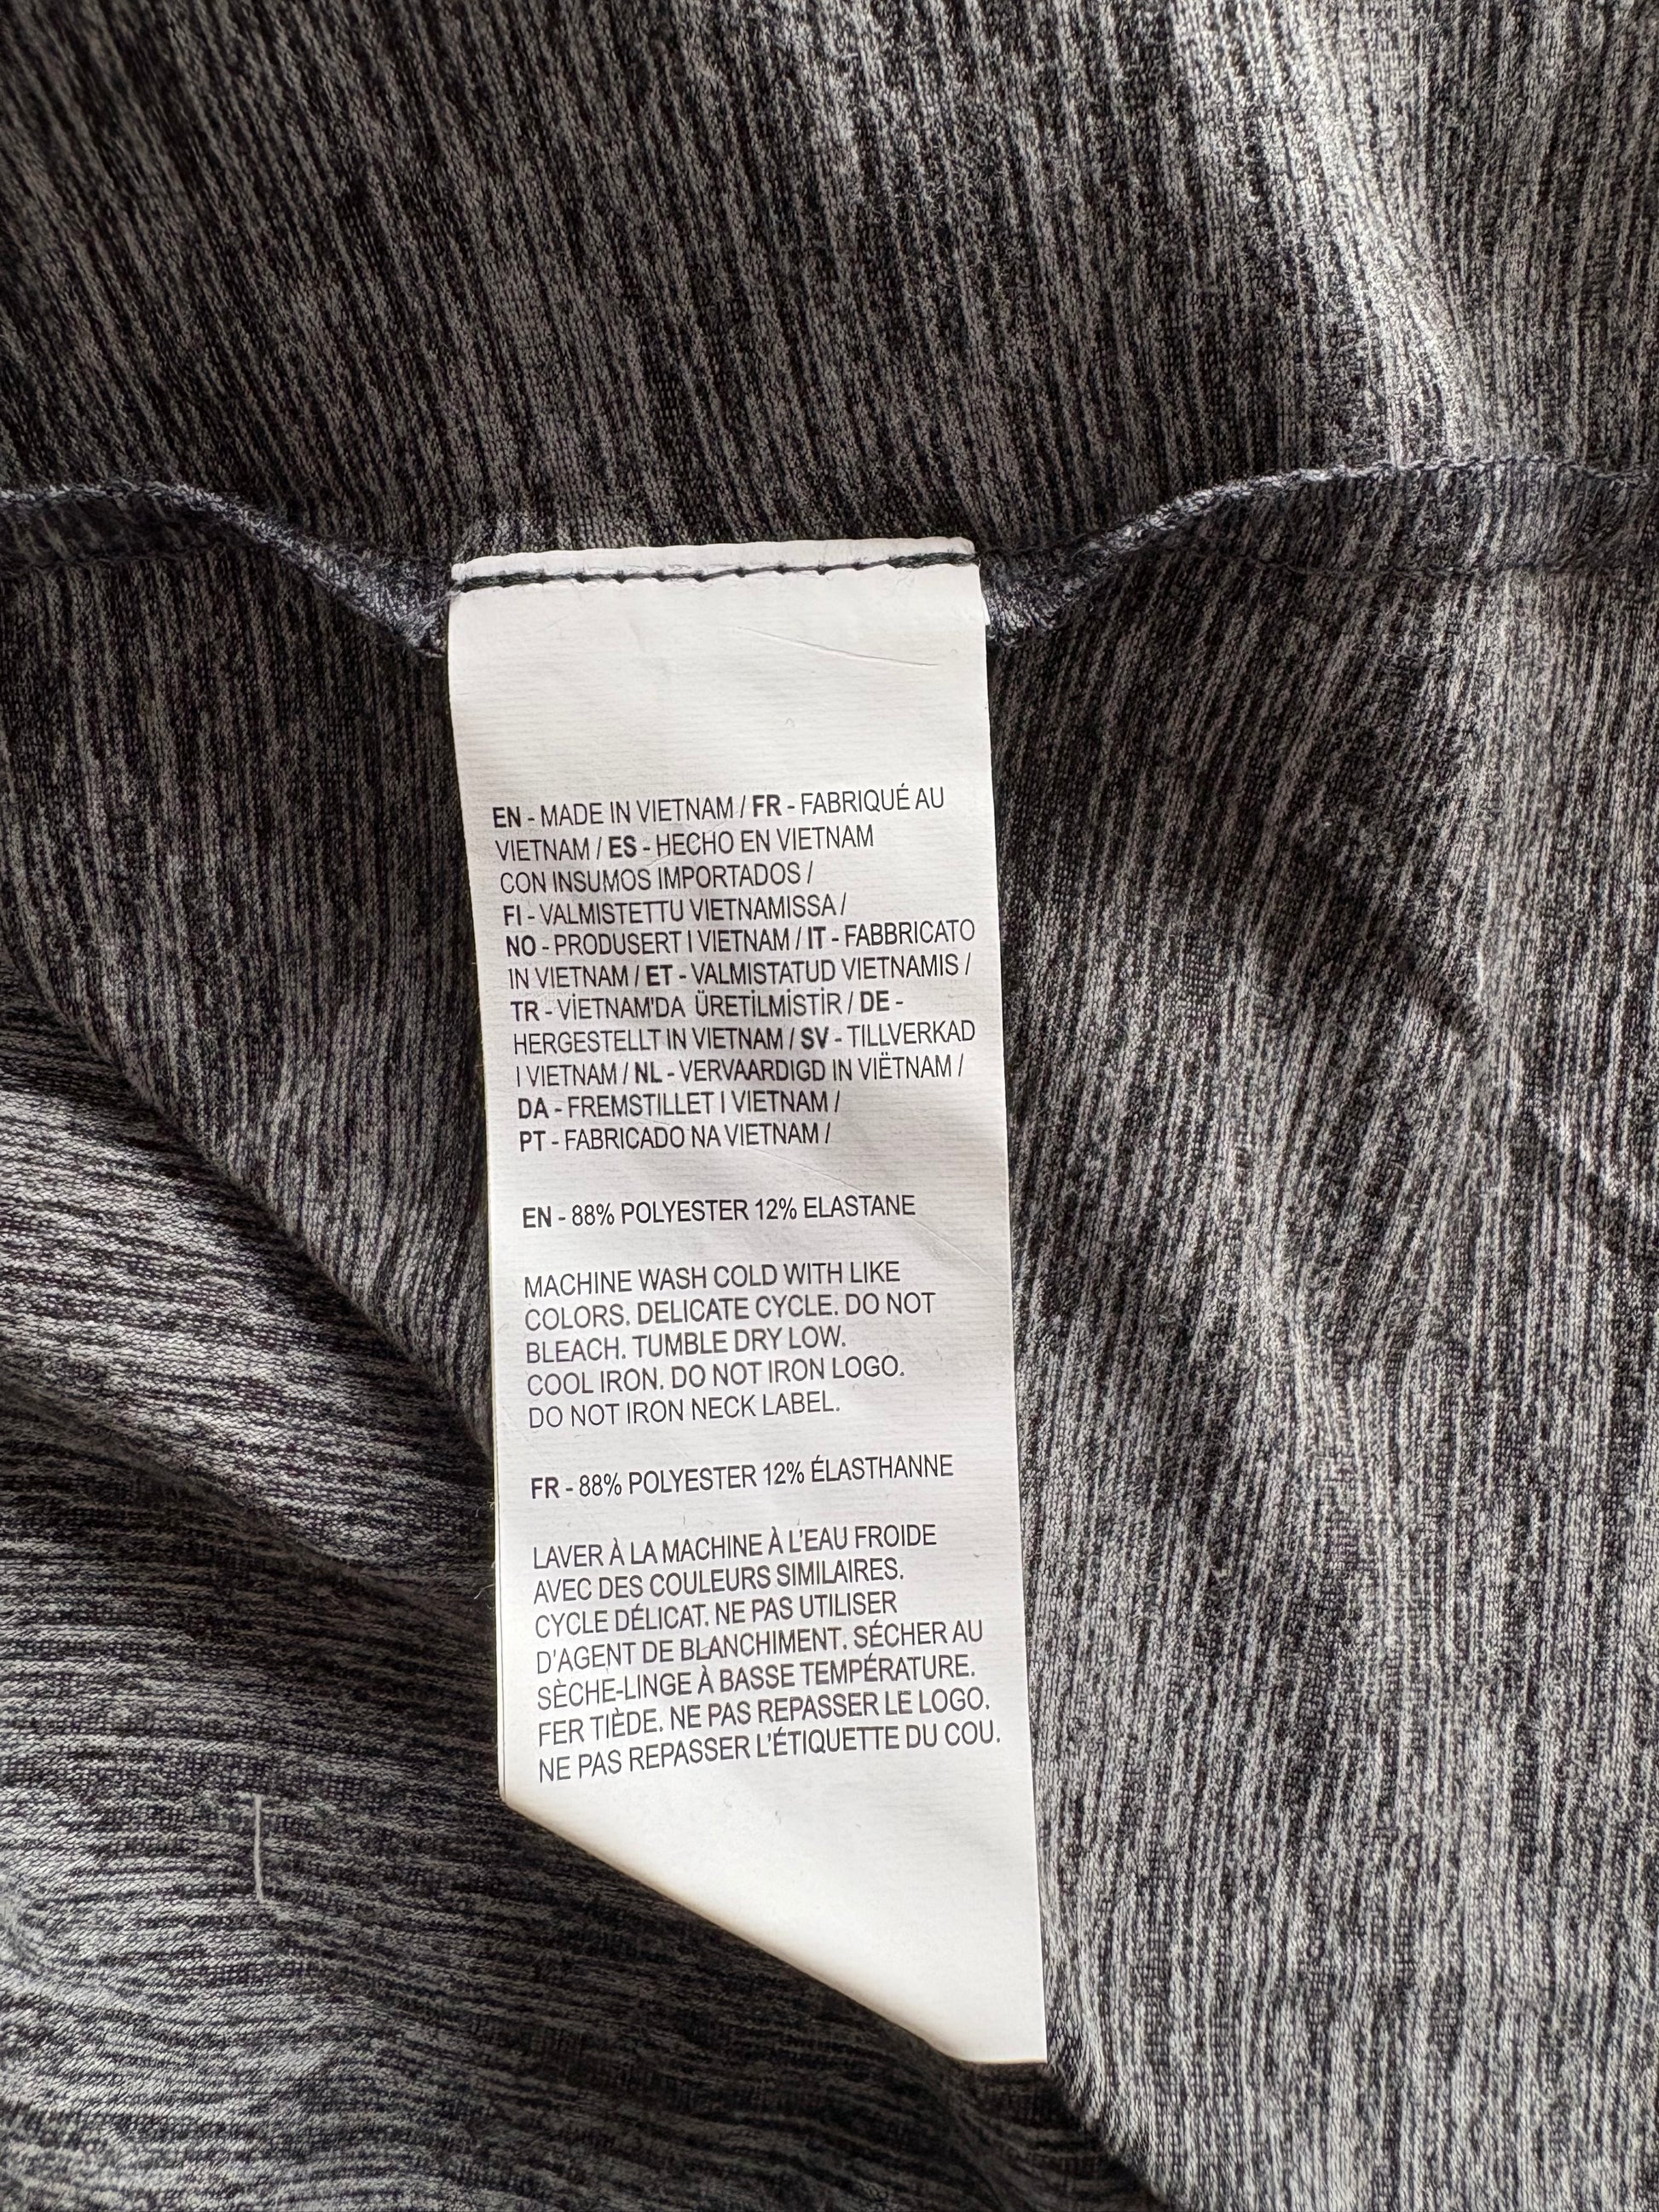 EN - MADE IN VIETNAM / FR - FABRIQUÉ AU
VIETNAM / ES - HECHO EN VIETNAM
CON INSUMOS IMPORTADOS /
FI - VALMISTETTU VIETNAMISSA /
NO - PRODUSERT I VIETNAM / IT - FABBRICATO
IN VIETNAM / ET - VALMISTATUD VIETNAMIS /
TR - VİETNAM'DA ÜRETİLMİSTİR / DE -
HERGESTELLT IN VIETNAM / SV - TILLVERKAD
I VIETNAM / NL - VERVAARDIGD IN VIËTNAM /
DA - FREMSTILLET I VIETNAM /
PT - FABRICADO NA VIETNAM /
EN - 88% POLYESTER 12% ELASTANE
MACHINE WASH COLD WITH LIKE
COLORS. DELICATE CYCLE. DO NOT
BLEACH. TUMBLE DRY LOW.
COOL IRON. DO NOT IRON LOGO.
DO NOT IRON NECK LABEL.
FR - 88% POLYESTER 12% ÉLASTHANNE
LAVER À LA MACHINE À L'EAU FROIDE
AVEC DES COULEURS SIMILAIRES.
CYCLE DÉLICAT. NE PAS UTILISER
D'AGENT DE BLANCHIMENT. SÉCHER AU
SÈCHE-LINGE À BASSE TEMPÉRATURE.
FER TIÈDE. NE PAS REPASSER LE LOGO.
NE PAS REPASSER L'ÉTIQUETTE DU COU.